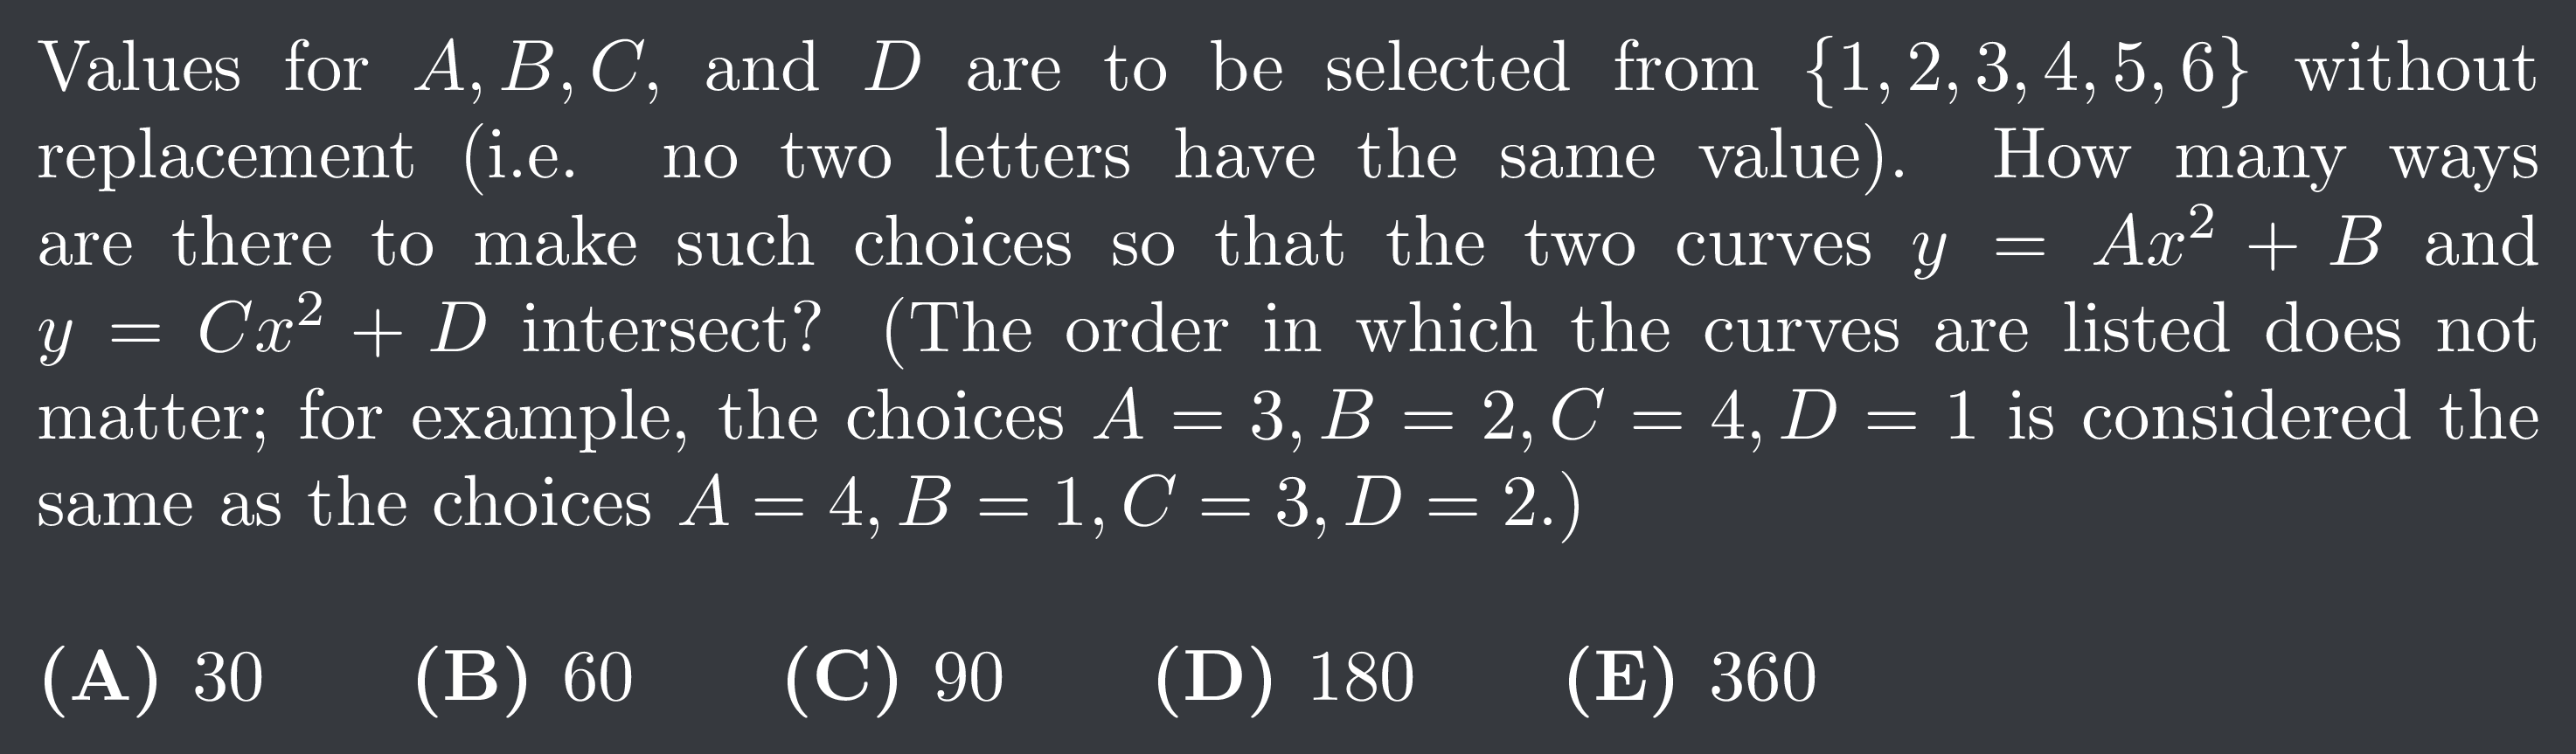 Values for A, B, C, and D are to be selected from {1, 2, 3, 4, 5, 6} without
replacement (i.e. no two letters have the same value). How many ways
are there to make such choices so that the two curves y = Ax² + B and
y = Cx² + D intersect? (The order in which the curves are listed does not
matter; for example, the choices A = 3, B = 2, C = 4, D = 1 is considered the
same as the choices A = 4, B = 1, C = 3, D = 2.)
(A) 30 (B) 60 (C) 90 (D) 180 (E) 360